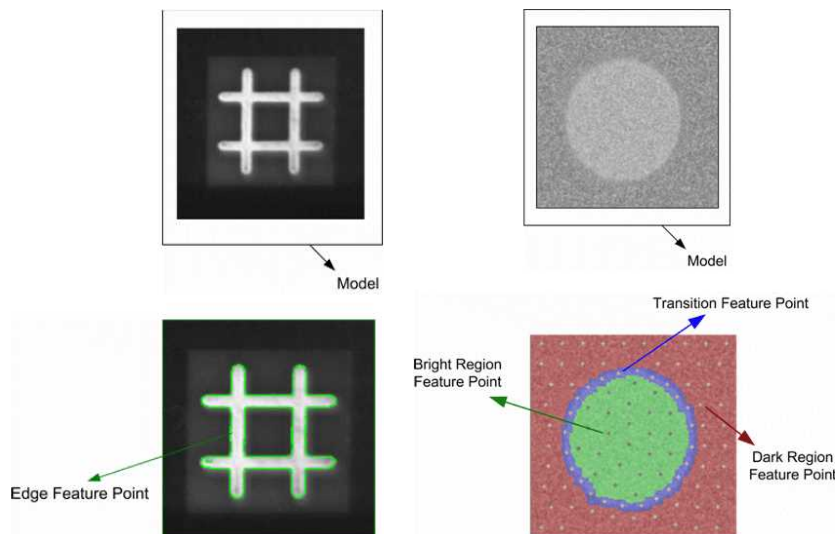 Model
Model
Transition Feature Point
Bright Region
Feature Point
Dark Region
Feature Point
Edge Feature Point